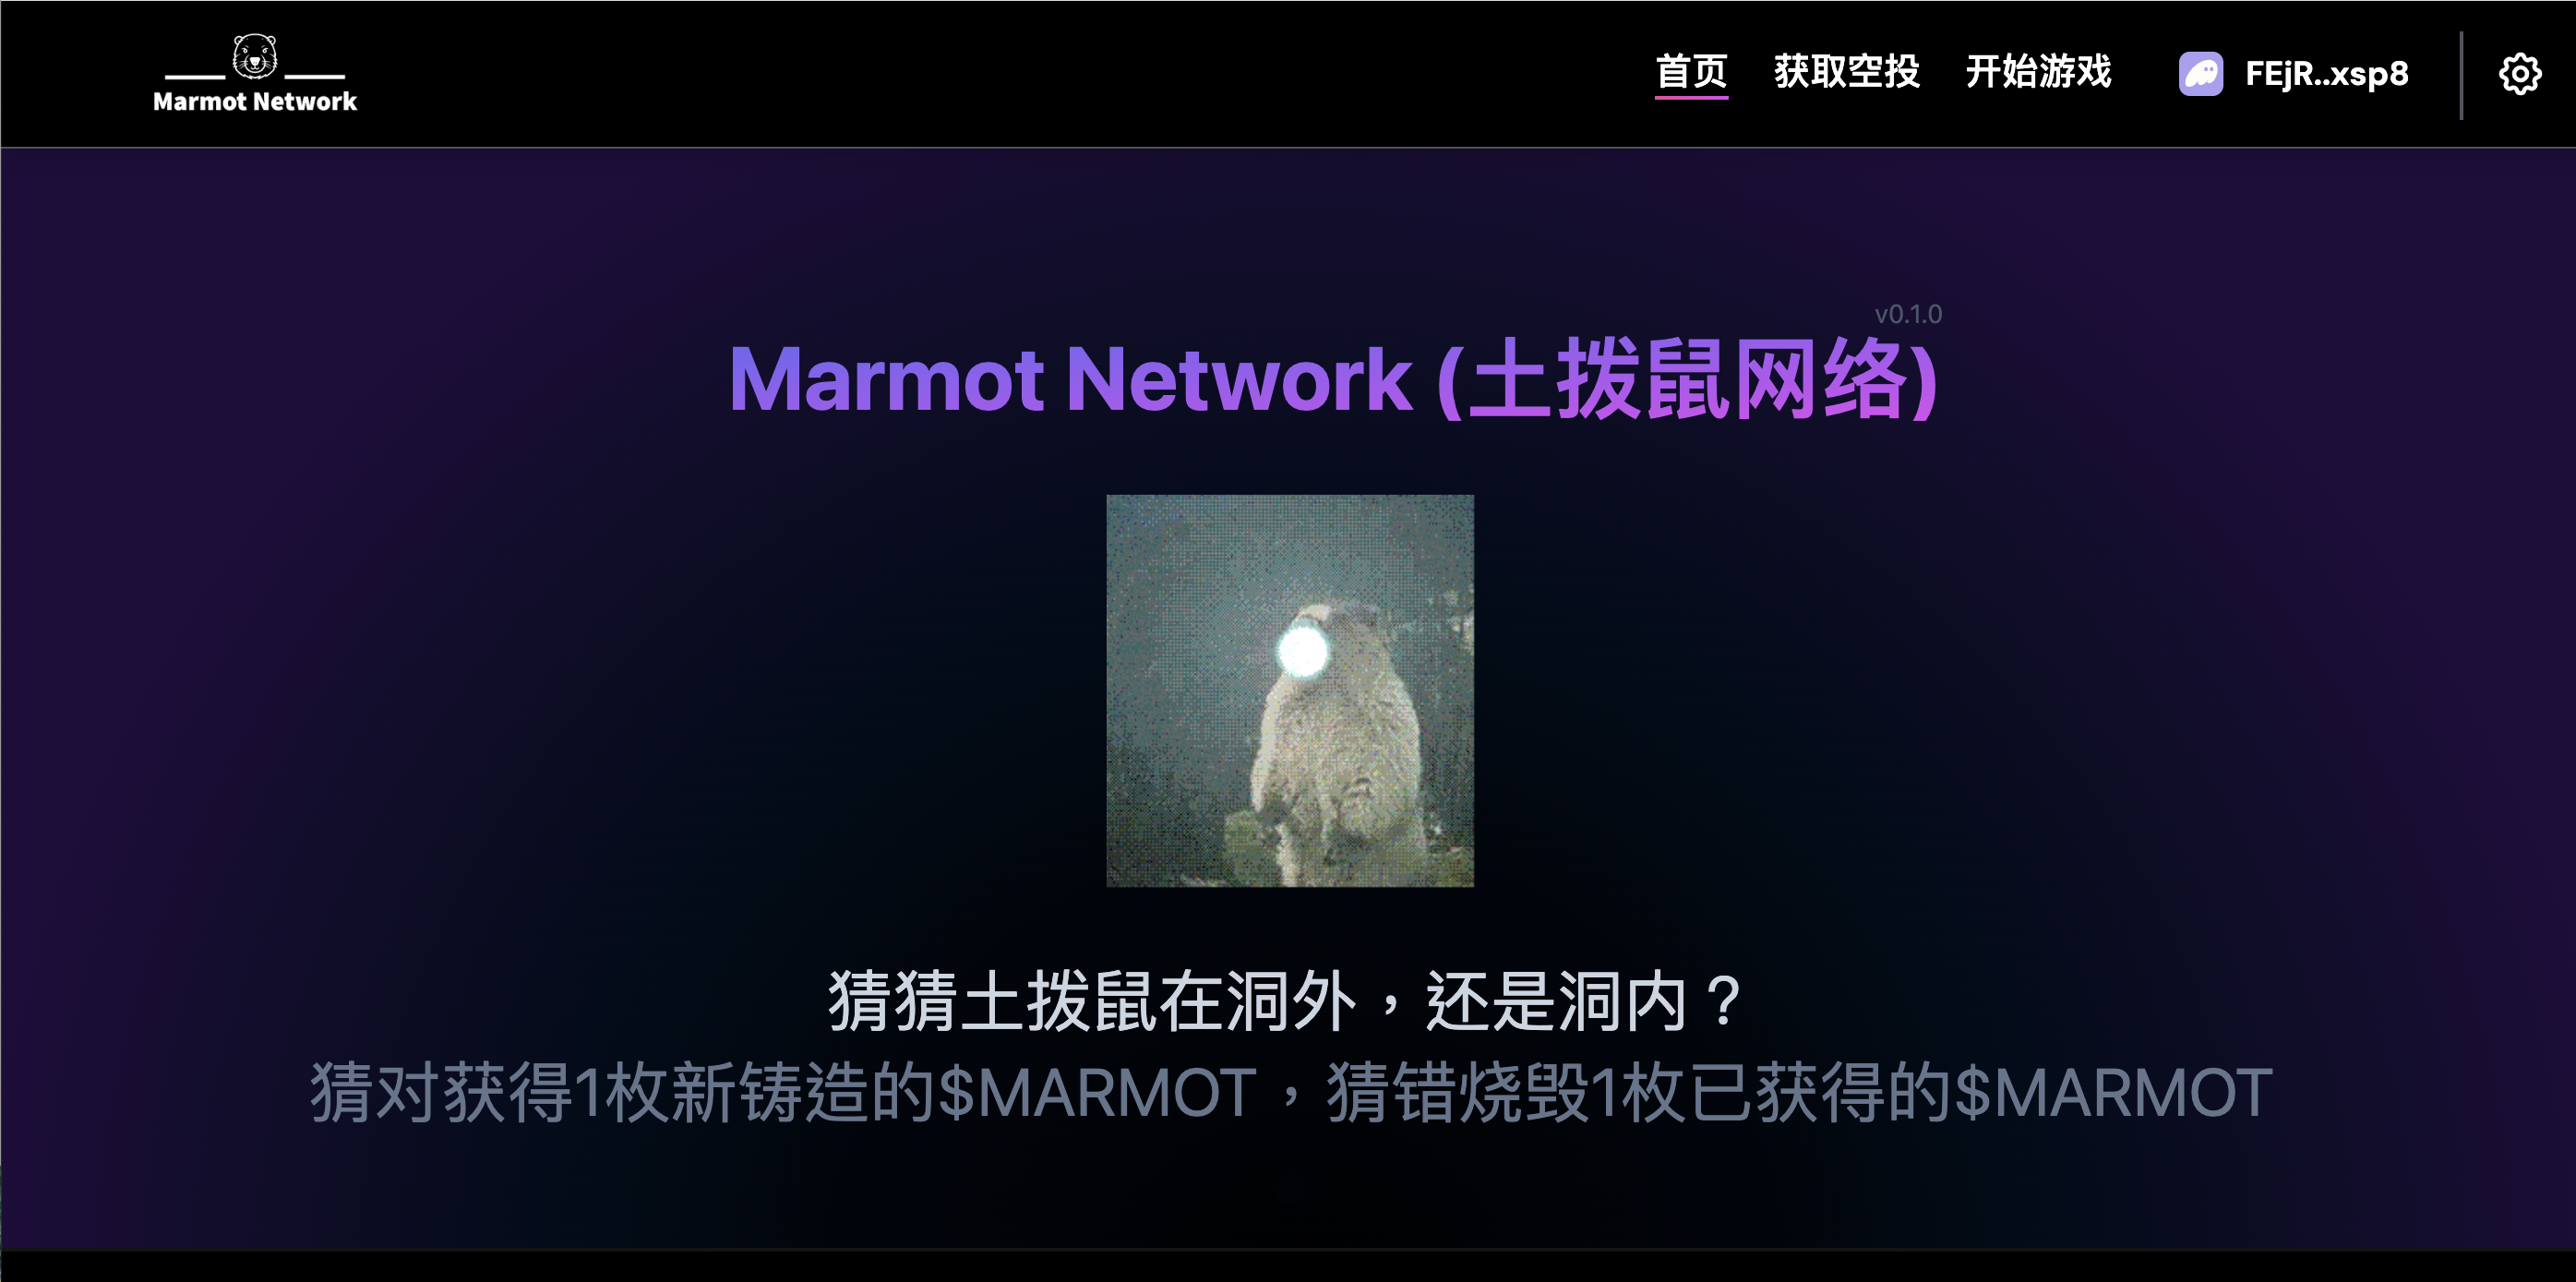 Marmot Network
首页 获取空投 开始游戏 FEjR..xsp8
v0.1.0
Marmot Network (土拨鼠网络)
猜猜土拨鼠在洞外，还是洞内？
猜对获得1枚新铸造的$MARMOT，猜错烧毁1枚已获得的$MARMOT